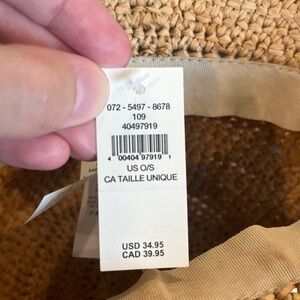 072 - 5497 - 8678
109
40497919
4 00404 97919 1
US O/S
CA TAILLE UNIQUE
USD 34.95
CAD 39.95